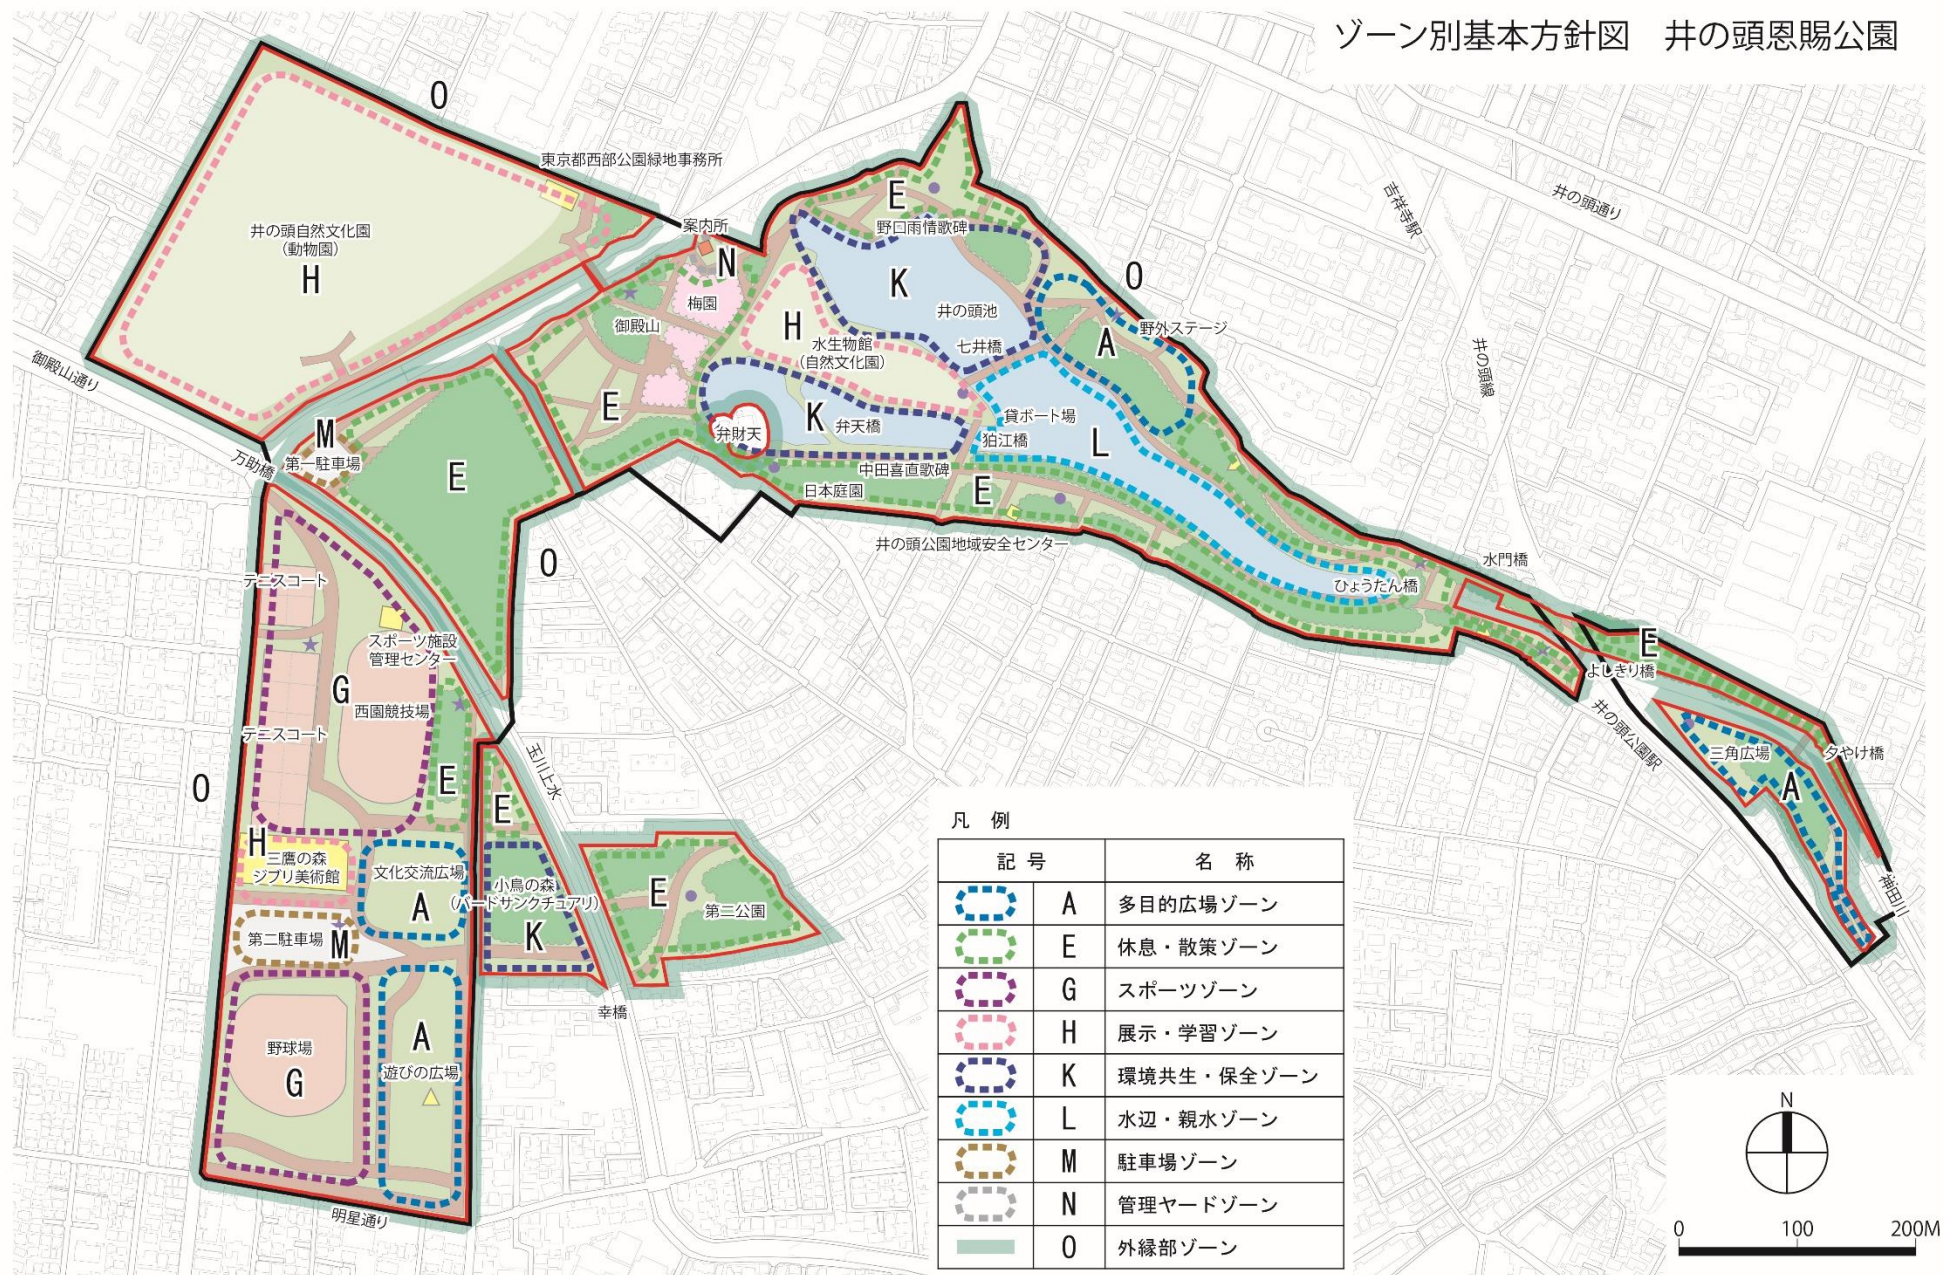 ゾーン別基本方針図　井の頭恩賜公園
O
東京都西部公園緑地事務所
井の頭自然文化園
(動物園)
H
案内所
N
梅園
御殿山
E
E
野口雨情歌碑
K
井の頭池
七井橋
H
水生物館
(自然文化園)
O
A
野外ステージ
吉祥寺駅
井の頭通り
井の頭線
御殿山通り
万助橋
M
第一駐車場
E
弁財天
K
弁天橋
貸ボート場
狛江橋
L
中田喜直歌碑
日本庭園
E
井の頭公園地域安全センター
O
ひょうたん橋
水門橋
E
よしきり橋
井の頭公園駅
三角広場
A
夕やけ橋
神田川
テニスコート
スポーツ施設
管理センター
G
西園競技場
テニスコート
O
E
E
玉川上水
H
三鷹の森
ジブリ美術館
文化交流広場
A
小鳥の森
(バードサンクチュアリ)
K
E
第二公園
第二駐車場
M
幸橋
野球場
G
A
遊びの広場
明星通り
凡 例
記 号 名 称
A 多目的広場ゾーン
E 休息・散策ゾーン
G スポーツゾーン
H 展示・学習ゾーン
K 環境共生・保全ゾーン
L 水辺・親水ゾーン
M 駐車場ゾーン
N 管理ヤードゾーン
O 外縁部ゾーン
N
0 100 200M